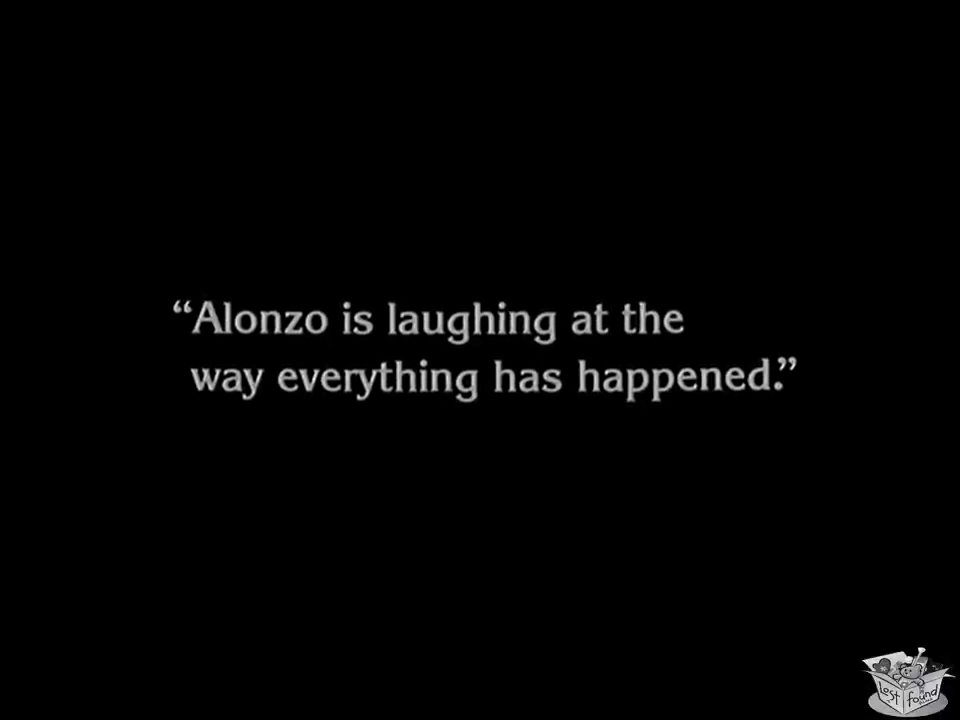 “Alonzo is laughing at the
way everything has happened.”
Lost Found